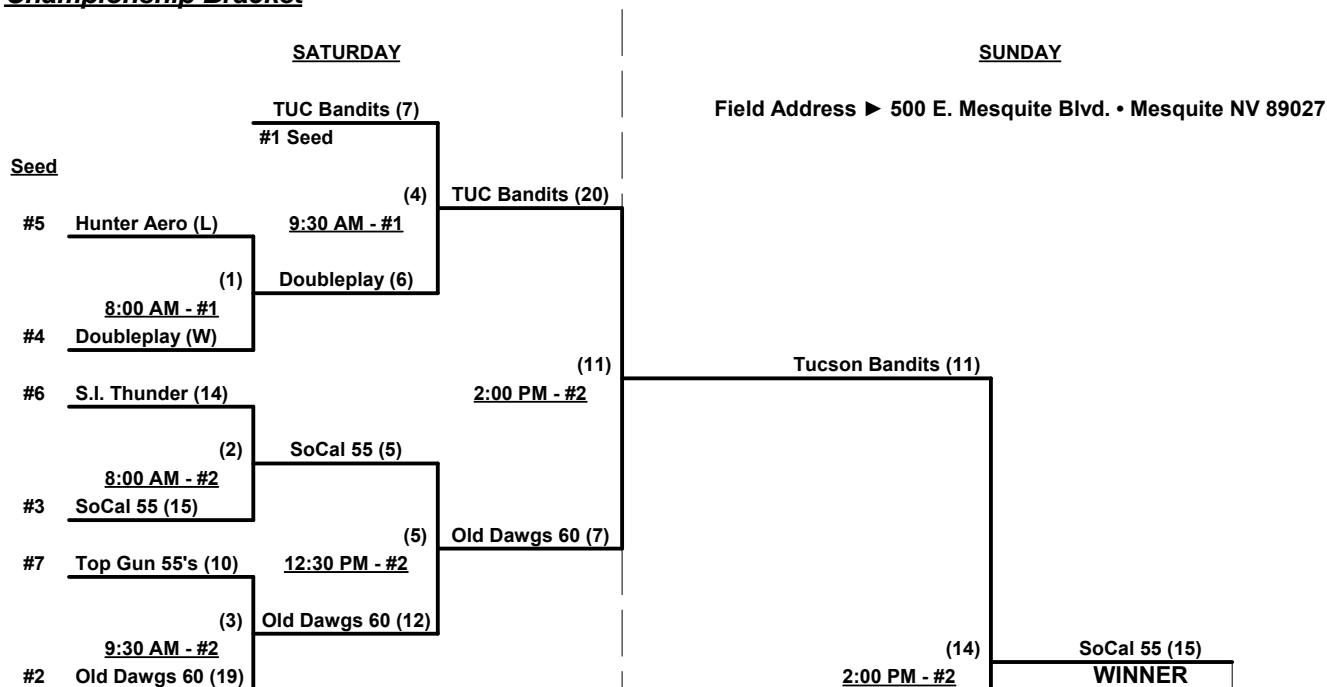 Championship Bracket
SATURDAY
SUNDAY
TUC Bandits (7)
Field Address ► 500 E. Mesquite Blvd. • Mesquite NV 89027
#1 Seed
Seed
(4) TUC Bandits (20)
#5 Hunter Aero (L) 9:30 AM - #1
(1) Doubleplay (6)
8:00 AM - #1
#4 Doubleplay (W)
(11) Tucson Bandits (11)
#6 S.I. Thunder (14) 2:00 PM - #2
(2) SoCal 55 (5)
8:00 AM - #2
#3 SoCal 55 (15)
(5) Old Dawgs 60 (7)
#7 Top Gun 55's (10) 12:30 PM - #2
(3) Old Dawgs 60 (12)
9:30 AM - #2 (14) SoCal 55 (15)
#2 Old Dawgs 60 (19) 2:00 PM - #2 WINNER